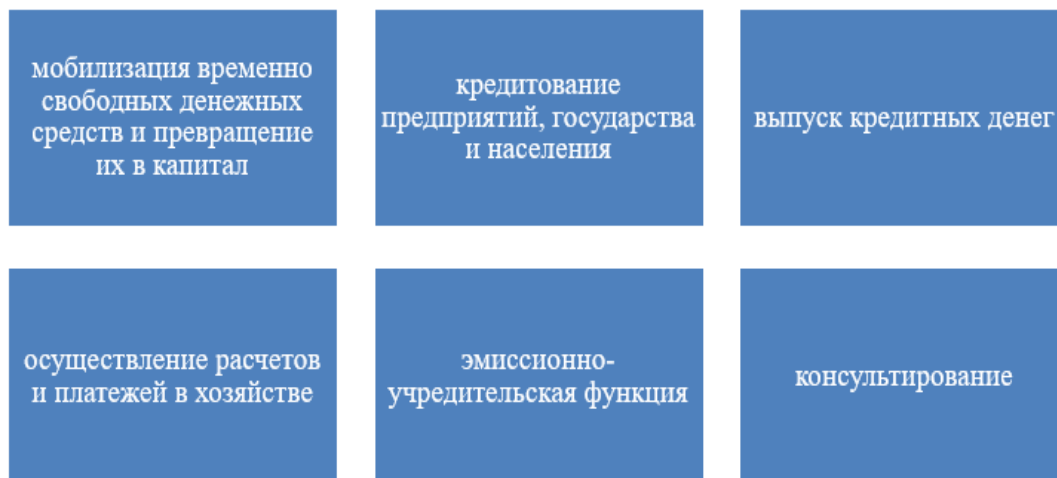 мобилизация временно
свободных денежных
средств и превращение
их в капитал
кредитование
предприятий, государства
и населения
выпуск кредитных денег
осуществление расчетов
и платежей в хозяйстве
эмиссионно-
учредительская функция
консультирование